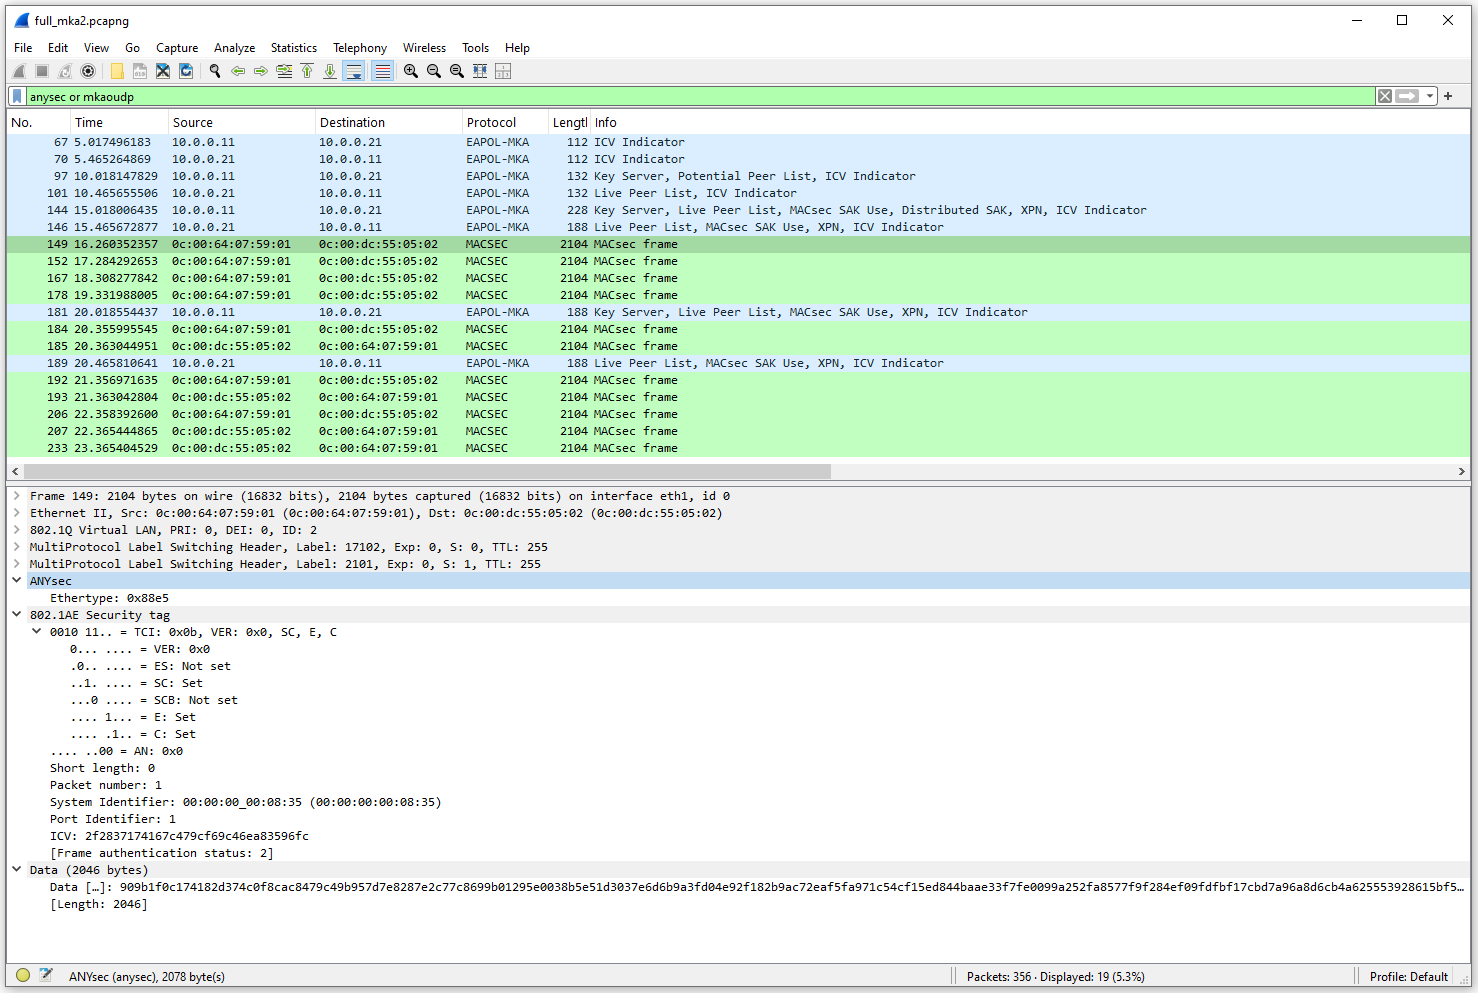 full_mka2.pcapng
File Edit View Go Capture Analyze Statistics Telephony Wireless Tools Help
anysec or mkaoudp
No. Time Source Destination Protocol Lengtl Info
67 5.017496183 10.0.0.11 10.0.0.21 EAPOL-MKA 112 ICV Indicator
70 5.465264869 10.0.0.21 10.0.0.11 EAPOL-MKA 112 ICV Indicator
97 10.018147829 10.0.0.11 10.0.0.21 EAPOL-MKA 132 Key Server, Potential Peer List, ICV Indicator
101 10.465655506 10.0.0.21 10.0.0.11 EAPOL-MKA 132 Live Peer List, ICV Indicator
144 15.018006435 10.0.0.11 10.0.0.21 EAPOL-MKA 228 Key Server, Live Peer List, MACsec SAK Use, Distributed SAK, XPN, ICV Indicator
146 15.465672877 10.0.0.21 10.0.0.11 EAPOL-MKA 188 Live Peer List, MACsec SAK Use, XPN, ICV Indicator
149 16.260352357 0c:00:64:07:59:01 0c:00:dc:55:05:02 MACSEC 2104 MACsec frame
152 17.284292653 0c:00:64:07:59:01 0c:00:dc:55:05:02 MACSEC 2104 MACsec frame
167 18.308277842 0c:00:64:07:59:01 0c:00:dc:55:05:02 MACSEC 2104 MACsec frame
178 19.331988005 0c:00:64:07:59:01 0c:00:dc:55:05:02 MACSEC 2104 MACsec frame
181 20.018554437 10.0.0.11 10.0.0.21 EAPOL-MKA 188 Key Server, Live Peer List, MACsec SAK Use, XPN, ICV Indicator
184 20.355995545 0c:00:64:07:59:01 0c:00:dc:55:05:02 MACSEC 2104 MACsec frame
185 20.363044951 0c:00:dc:55:05:02 0c:00:64:07:59:01 MACSEC 2104 MACsec frame
189 20.465810641 10.0.0.21 10.0.0.11 EAPOL-MKA 188 Live Peer List, MACsec SAK Use, XPN, ICV Indicator
192 21.356971635 0c:00:64:07:59:01 0c:00:dc:55:05:02 MACSEC 2104 MACsec frame
193 21.363042804 0c:00:dc:55:05:02 0c:00:64:07:59:01 MACSEC 2104 MACsec frame
206 22.358392600 0c:00:64:07:59:01 0c:00:dc:55:05:02 MACSEC 2104 MACsec frame
207 22.365444865 0c:00:dc:55:05:02 0c:00:64:07:59:01 MACSEC 2104 MACsec frame
233 23.365404529 0c:00:dc:55:05:02 0c:00:64:07:59:01 MACSEC 2104 MACsec frame
Frame 149: 2104 bytes on wire (16832 bits), 2104 bytes captured (16832 bits) on interface eth1, id 0
Ethernet II, Src: 0c:00:64:07:59:01 (0c:00:64:07:59:01), Dst: 0c:00:dc:55:05:02 (0c:00:dc:55:05:02)
802.1Q Virtual LAN, PRI: 0, DEI: 0, ID: 2
MultiProtocol Label Switching Header, Label: 17102, Exp: 0, S: 0, TTL: 255
MultiProtocol Label Switching Header, Label: 2101, Exp: 0, S: 1, TTL: 255
ANYsec
Ethertype: 0x88e5
802.1AE Security tag
0010 11.. = TCI: 0x0b, VER: 0x0, SC, E, C
0... .... = VER: 0x0
.0.. .... = ES: Not set
..1. .... = SC: Set
...0 .... = SCB: Not set
.... 1... = E: Set
.... .1.. = C: Set
.... ..00 = AN: 0x0
Short length: 0
Packet number: 1
System Identifier: 00:00:00_00:08:35 (00:00:00:00:08:35)
Port Identifier: 1
ICV: 2f2837174167c479cf69c46ea83596fc
[Frame authentication status: 2]
Data (2046 bytes)
Data […]: 909b1f0c174182d374c0f8cac8479c49b957d7e8287e2c77c8699b01295e0038b5e51d3037e6d6b9a3fd04e92f182b9ac72eaf5fa971c54cf15ed844baae33f7fe0099a252fa8577f9f284ef09fdfbf17cbd7a96a8d6cb4a625553928615bf5…
[Length: 2046]
ANYsec (anysec), 2078 byte(s)
Packets: 356 · Displayed: 19 (5.3%)
Profile: Default